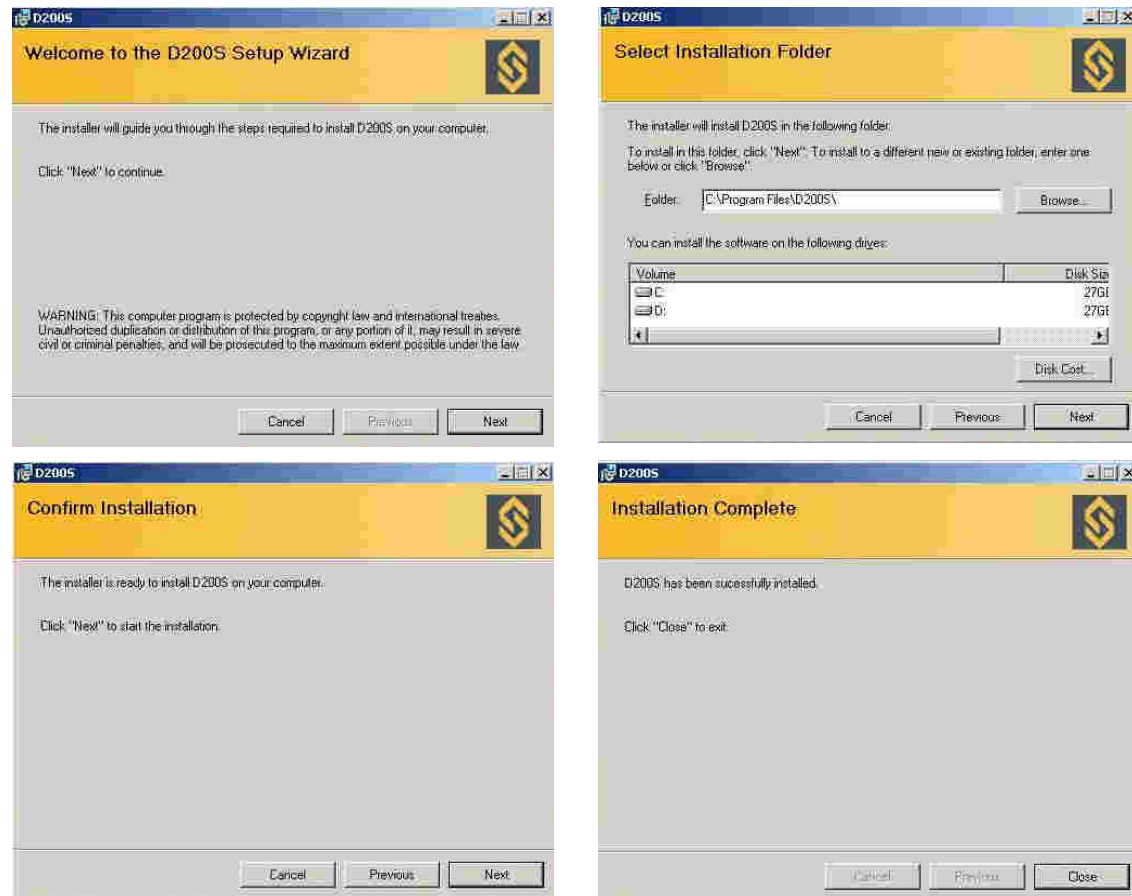 D200S
Welcome to the D200S Setup Wizard
The installer will guide you through the steps required to install D200S on your computer.
Click "Next" to continue.
WARNING: This computer program is protected by copyright law and international treaties.
Unauthorized duplication or distribution of this program, or any portion of it, may result in severe
civil or criminal penalties, and will be prosecuted to the maximum extent possible under the law
Cancel
Previous
Next
D200S
Select Installation Folder
The installer will install D200S in the following folder.
To install in this folder, click "Next". To install to a different new or existing folder, enter one
below or click "Browse".
Folder:
C:\Program Files\D200S\
Browse...
You can install the software on the following drives:
Volume
Disk Siz
C:
27GB
D:
27GB
Disk Cost...
Cancel
Previous
Next
D200S
Confirm Installation
The installer is ready to install D200S on your computer.
Click "Next" to start the installation.
Cancel
Previous
Next
D200S
Installation Complete
D200S has been sucessfully installed.
Click "Close" to exit.
Cancel
Previous
Close